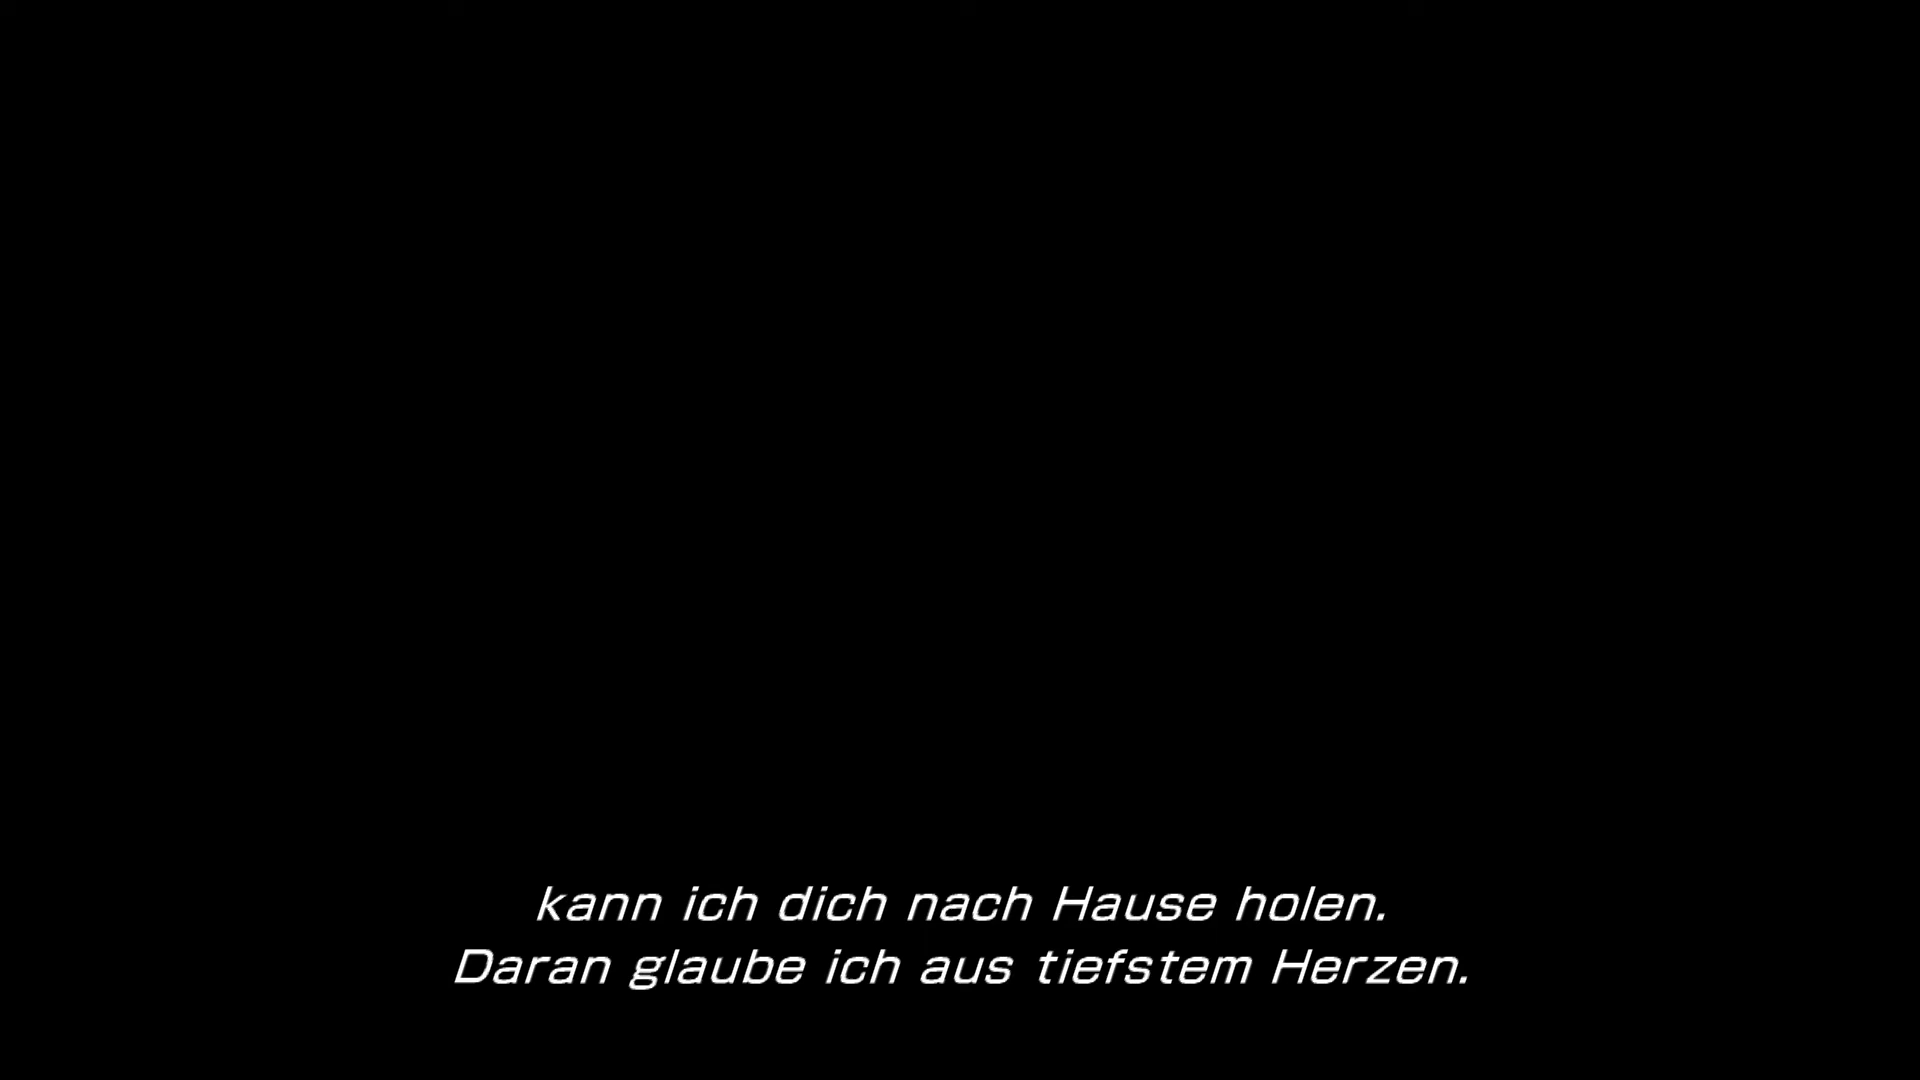 kann ich dich nach Hause holen.
Daran glaube ich aus tiefstem Herzen.